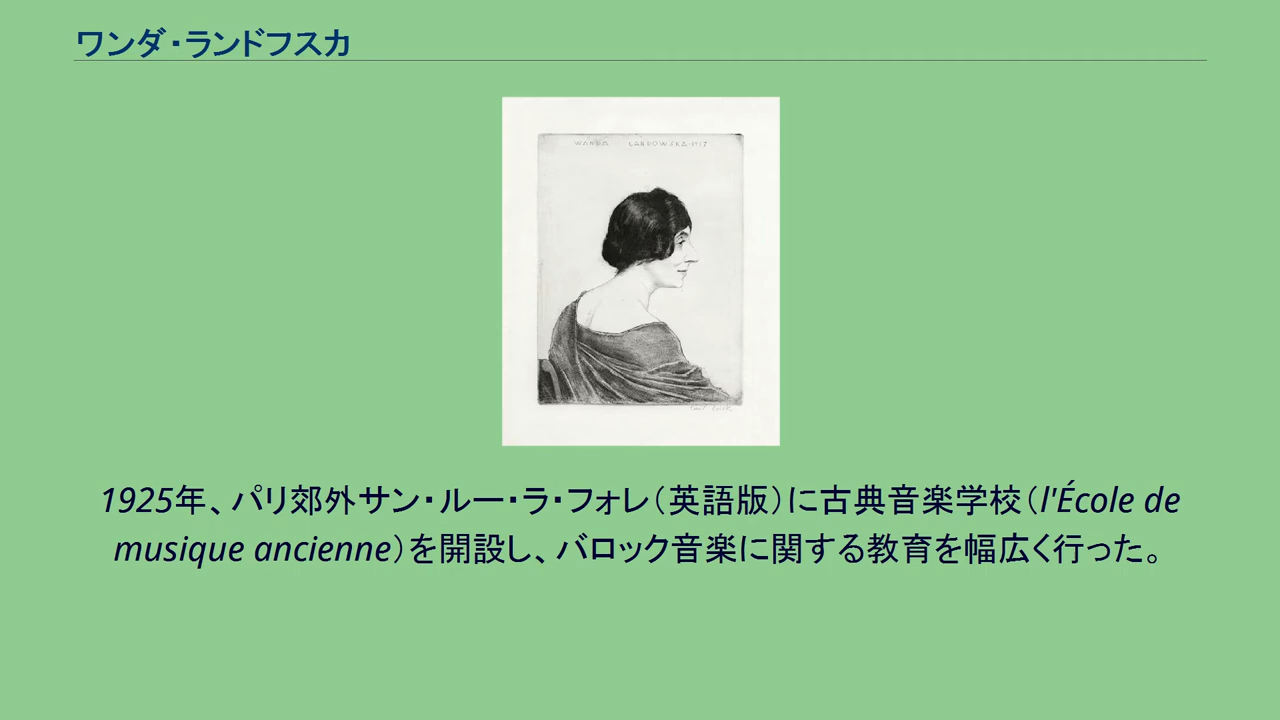 ワンダ・ランドフスカ
WANDA LANDOWSKA·1917
1925年、パリ郊外サン・ルー・ラ・フォレ（英語版）に古典音楽学校（l'École de
musique ancienne）を開設し、バロック音楽に関する教育を幅広く行った。